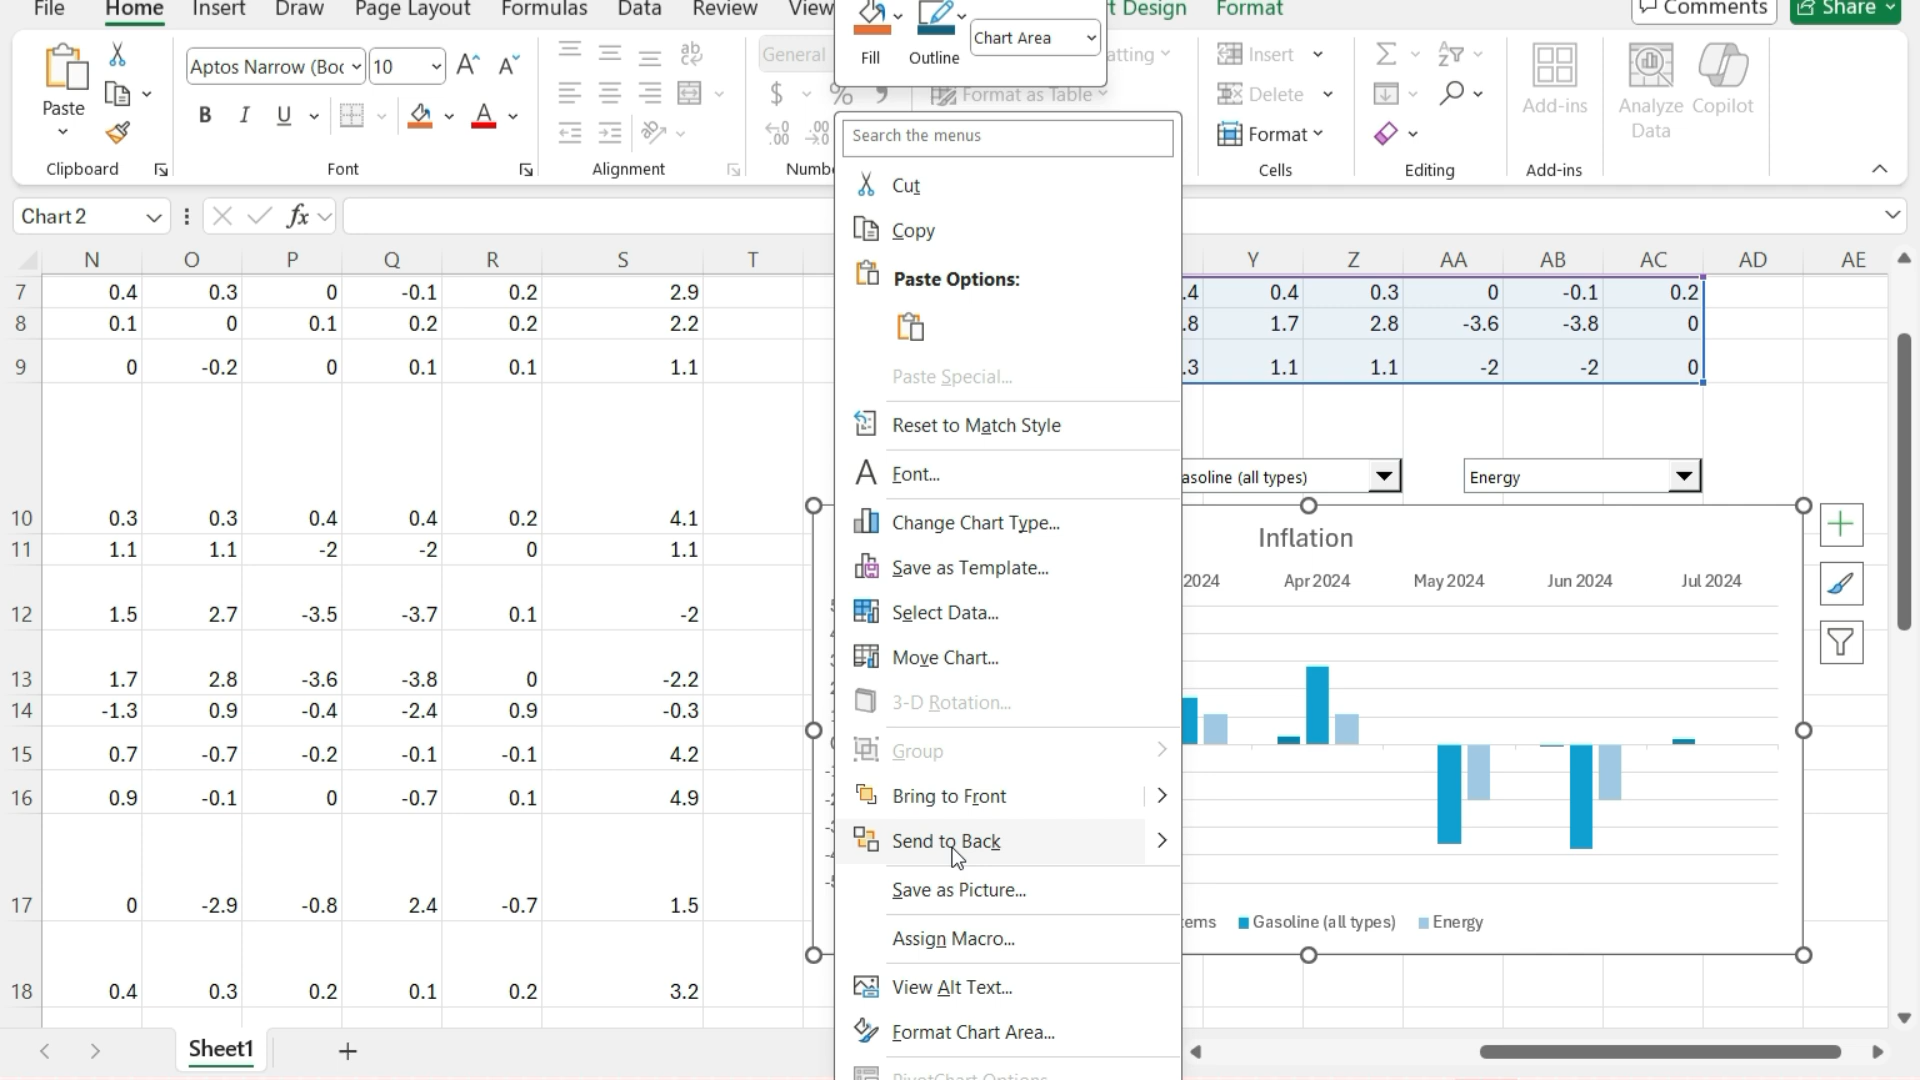 File Home Insert Draw Page Layout Formulas Data Review View t Design Format Comments Share
Fill Outline Chart Area
Aptos Narrow (Boc 10 General atting Insert
Paste B I U $ % 9 Format as Table Delete Add-ins Analyze Data Copilot
Format
Clipboard Font Alignment Numbe Cells Editing Add-ins
Search the menus
Cut
Copy
Paste Options:
Paste Special...
Reset to Match Style
Font...
Change Chart Type...
Save as Template...
Select Data...
Move Chart...
3-D Rotation...
Group
Bring to Front
Send to Back
Save as Picture...
Assign Macro...
View Alt Text...
Format Chart Area...
PivotChart Options
Chart 2 fx
N O P Q R S T Y Z AA AB AC AD AE
7 0.4 0.3 0 -0.1 0.2 2.9 .4 0.4 0.3 0 -0.1 0.2
8 0.1 0 0.1 0.2 0.2 2.2 .8 1.7 2.8 -3.6 -3.8 0
9 0 -0.2 0 0.1 0.1 1.1 .3 1.1 1.1 -2 -2 0
10 0.3 0.3 0.4 0.4 0.2 4.1
11 1.1 1.1 -2 -2 0 1.1
12 1.5 2.7 -3.5 -3.7 0.1 -2
13 1.7 2.8 -3.6 -3.8 0 -2.2
14 -1.3 0.9 -0.4 -2.4 0.9 -0.3
15 0.7 -0.7 -0.2 -0.1 -0.1 4.2
16 0.9 -0.1 0 -0.7 0.1 4.9
17 0 -2.9 -0.8 2.4 -0.7 1.5
18 0.4 0.3 0.2 0.1 0.2 3.2
asoline (all types) Energy
Inflation
2024 Apr 2024 May 2024 Jun 2024 Jul 2024
ems Gasoline (all types) Energy
Sheet1